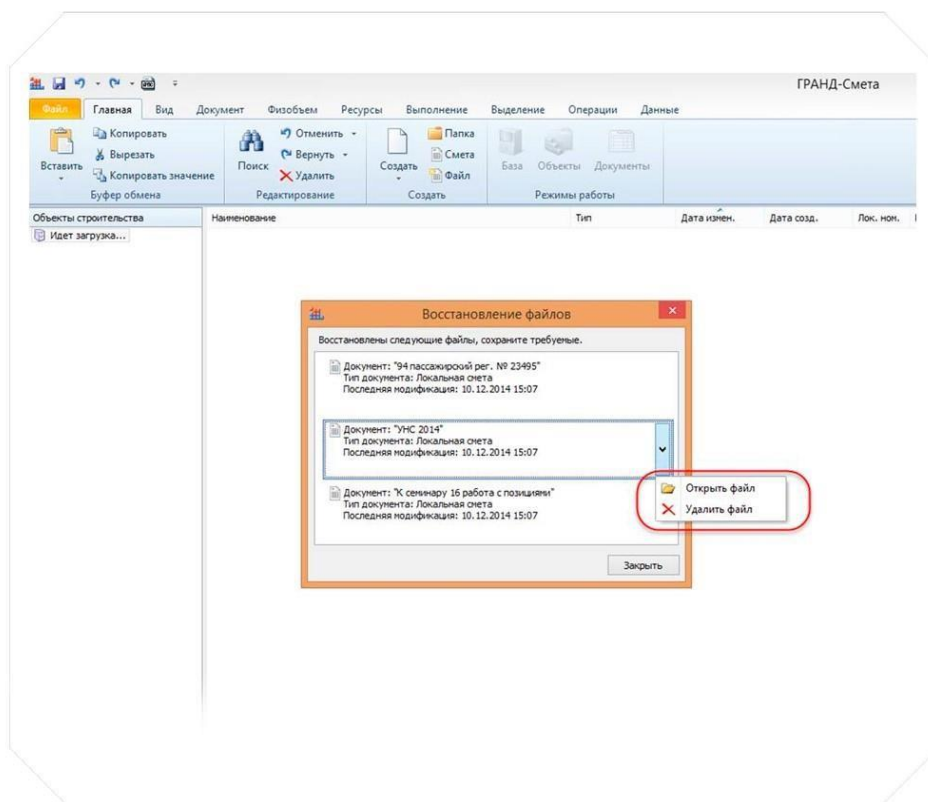 ГРАНД-Смета
Файл Главная Вид Документ Физобъем Ресурсы Выполнение Выделение Операции Данные
Вставить
Копировать
Вырезать
Копировать значение
Буфер обмена
Поиск
Отменить
Вернуть
Удалить
Редактирование
Создать
Папка
Смета
Файл
Создать
База Объекты Документы
Режимы работы
Объекты строительства Наименование Тип Дата измен. Дата созд. Лок. ном.
Идет загрузка...
Восстановление файлов
Восстановлены следующие файлы, сохраните требуемые.
Документ: "94 пассажирский рег. № 23495"
Тип документа: Локальная смета
Последняя модификация: 10.12.2014 15:07
Документ: "УНС 2014"
Тип документа: Локальная смета
Последняя модификация: 10.12.2014 15:07
Документ: "К семинару 16 работа с позициями"
Тип документа: Локальная смета
Последняя модификация: 10.12.2014 15:07
Открыть файл
Удалить файл
Закрыть